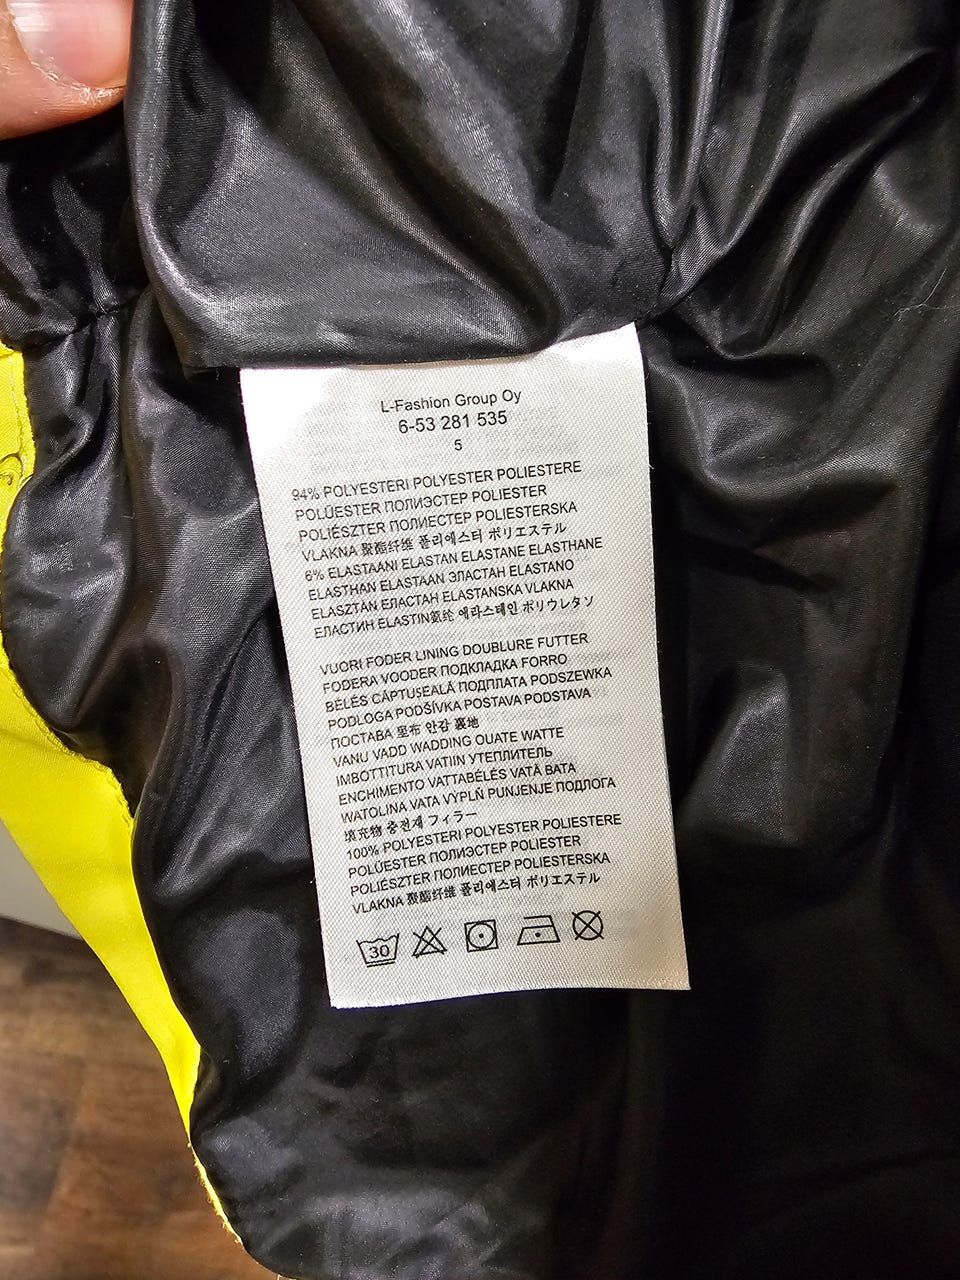 L-Fashion Group Oy
6-53 281 535
5
94% POLYESTERI POLYESTER POLIESTERE
POLÜESTER ПОЛИЭСТЕР POLIESTER
POLIÉSZTER ПОЛИЕСТЕР POLIESTERSKA
VLAKNA 聚酯纤维 폴리에스터 ポリエステル
6% ELASTAANI ELASTAN ELASTANE ELASTHANE
ELASTHAN ELASTAAN ЭЛАСТАН ELASTANO
ELASZTÁN ЕЛАСТАН ELASTANSKA VLAKNA
ЕЛАСТИН ELASTIN氨纶 에라스테인 ポリウレタソ
VUORI FODER LINING DOUBLURE FUTTER
FODERA VOODER ПОДКЛАДКА FORRO
BÉLÉS CĂPTUŞEALĂ ПОДПЛАТА PODSZEWKA
PODLOGA PODŠÍVKA POSTAVA PODSTAVA
ПОСТАВА 里布 안감 裏地
VANU VADD WADDING OUATE WATTE
IMBOTTITURA VATIIN УТЕПЛИТЕЛЬ
ENCHIMENTO VATTABÉLÉS VATĂ ВАТА
WATOLINA VATA VÝPLŇ PUNJENJE ПОДЛОГА
填充物 충전재 フィラー
100% POLYESTERI POLYESTER POLIESTERE
POLÜESTER ПОЛИЭСТЕР POLIESTER
POLIÉSZTER ПОЛИЕСТЕР POLIESTERSKA
VLAKNA 聚酯纤维 폴리에스터 ポリエステル
30